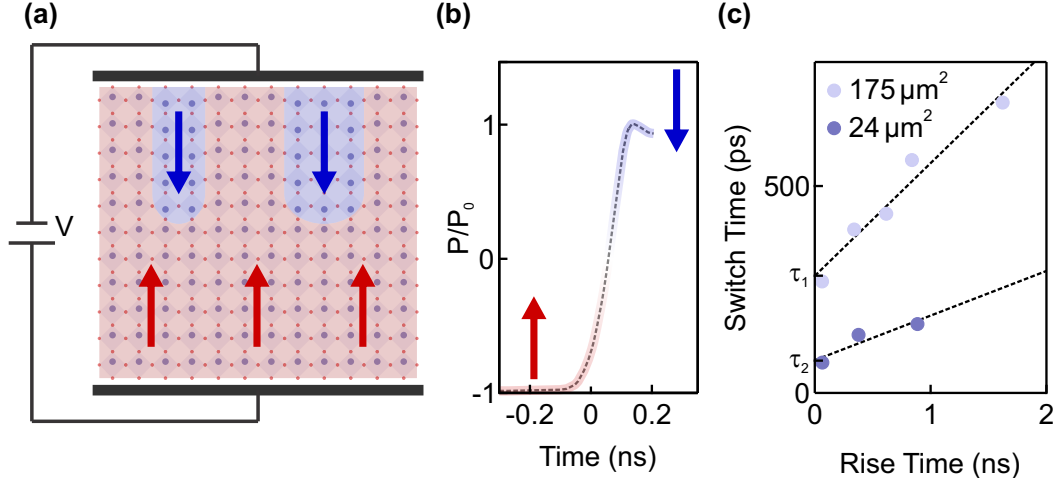 (a)
V
(b)
1
0
-1
P/P₀
-0.2
0
0.2
Time (ns)
(c)
175 μm²
24 μm²
500
τ₁
τ₂
0
Switch Time (ps)
0
1
2
Rise Time (ns)